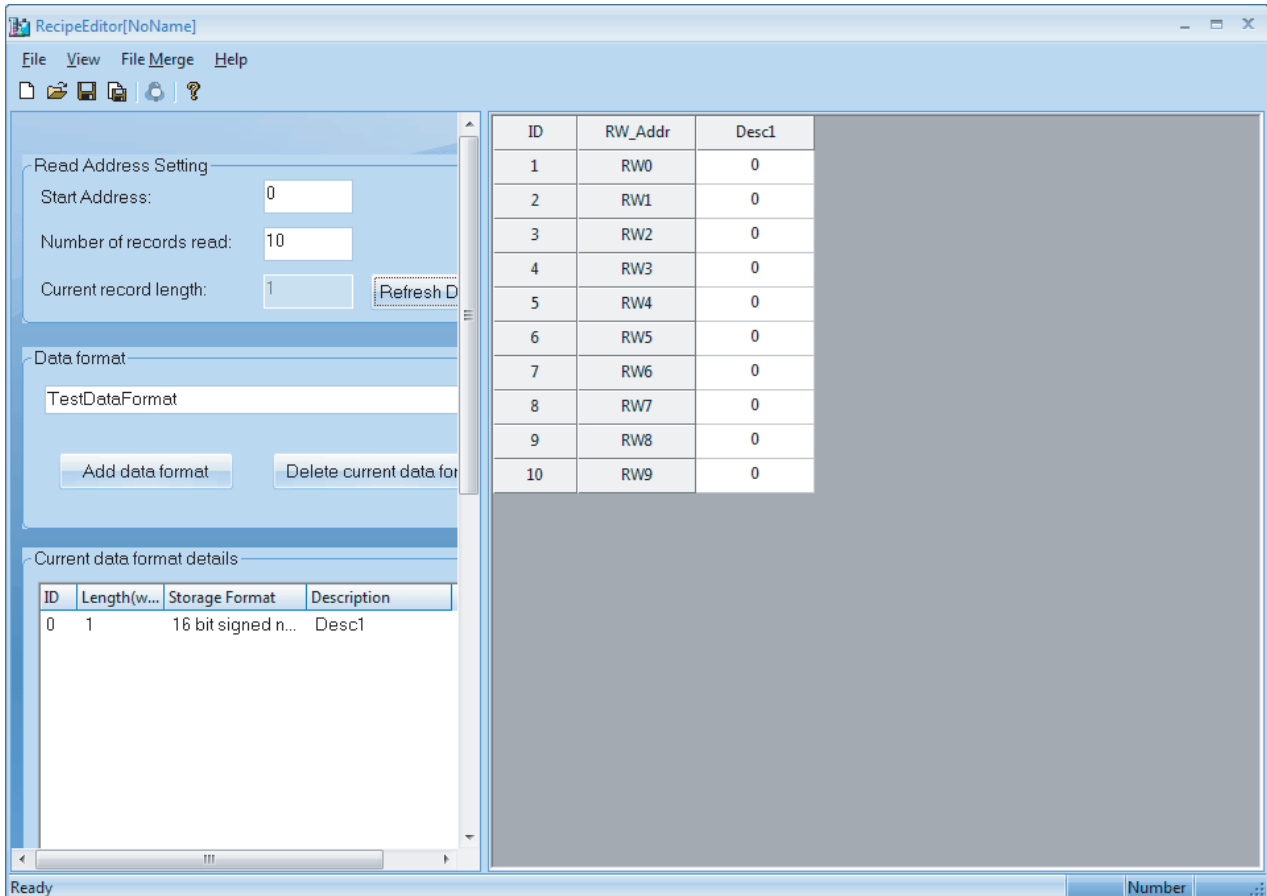 RecipeEditor[NoName]
File View File Merge Help
Read Address Setting
Start Address: 0
Number of records read: 10
Current record length: 1 Refresh D
Data format
TestDataFormat
Add data format Delete current data for
Current data format details
ID Length(w... Storage Format Description
0 1 16 bit signed n... Desc1
ID RW_Addr Desc1
1 RW0 0
2 RW1 0
3 RW2 0
4 RW3 0
5 RW4 0
6 RW5 0
7 RW6 0
8 RW7 0
9 RW8 0
10 RW9 0
Ready Number